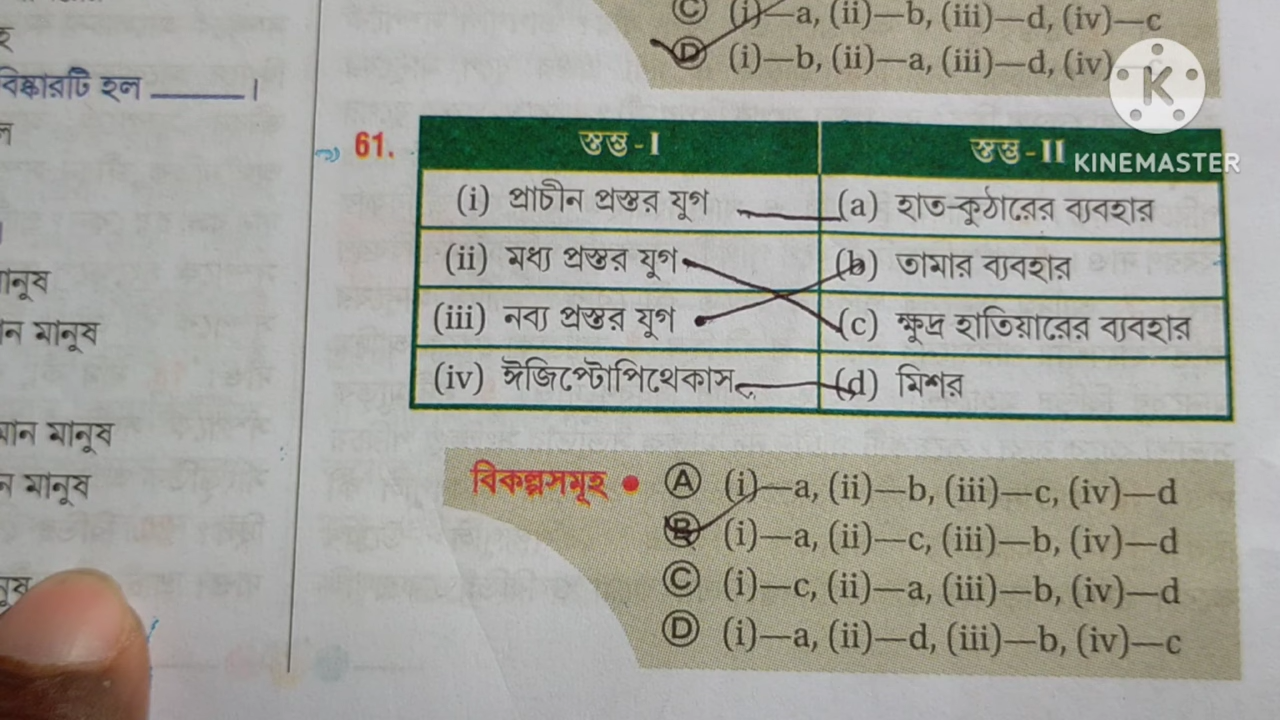 C (i)—a, (ii)—b, (iii)—d, (iv)—c
D (i)—b, (ii)—a, (iii)—d, (iv)
বিষ্কারটি হল ______ ।
KINEMASTER
61.
স্তম্ভ - I স্তম্ভ - II
(i) প্রাচীন প্রস্তর যুগ (a) হাত-কুঠারের ব্যবহার
(ii) মধ্য প্রস্তর যুগ (b) তামার ব্যবহার
(iii) নব্য প্রস্তর যুগ (c) ক্ষুদ্র হাতিয়ারের ব্যবহার
(iv) ঈজিপ্টোপিথেকাস (d) মিশর
মানুষ
ন মানুষ
মান মানুষ
ন মানুষ
নুষ
বিকল্পসমূহ • A (i)—a, (ii)—b, (iii)—c, (iv)—d
B (i)—a, (ii)—c, (iii)—b, (iv)—d
C (i)—c, (ii)—a, (iii)—b, (iv)—d
D (i)—a, (ii)—d, (iii)—b, (iv)—c